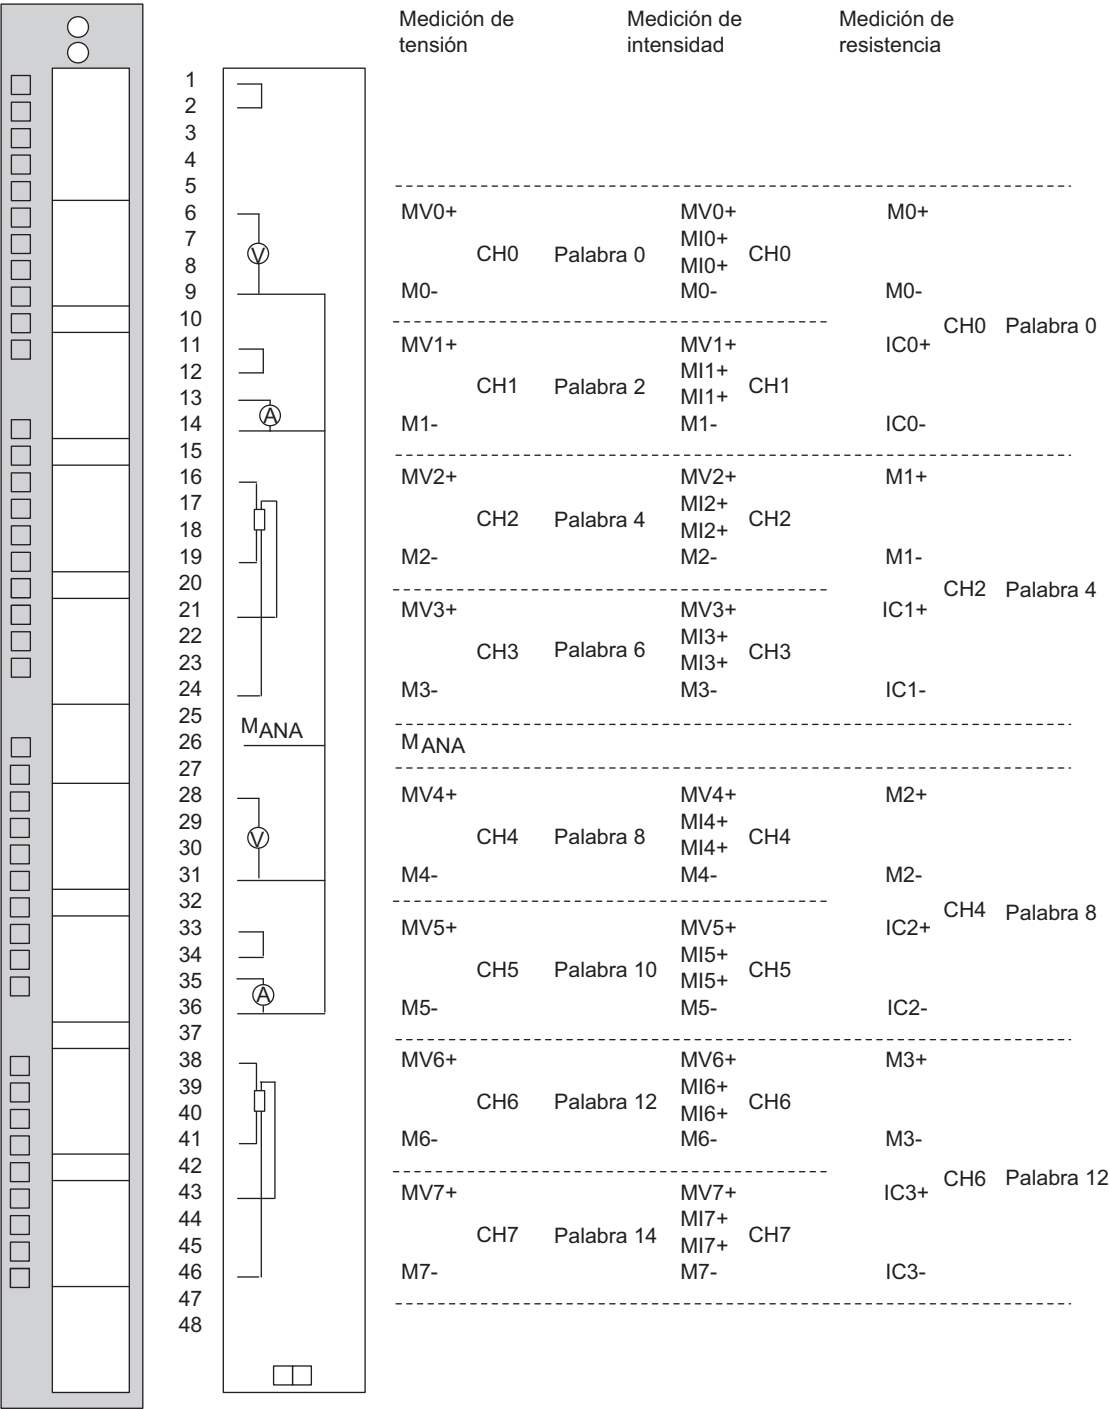 Medición de tensión
Medición de intensidad
Medición de resistencia
1
2
3
4
5
6 MV0+ MV0+ M0+
7 V MI0+
CH0 Palabra 0 CH0
8 MI0+
9 M0- M0- M0-
10
CH0 Palabra 0
11 MV1+ MV1+ IC0+
12 MI1+
CH1 Palabra 2 CH1
13 MI1+
14 A M1- M1- IC0-
15
16 MV2+ MV2+ M1+
17 MI2+
CH2 Palabra 4 CH2
18 MI2+
19 M2- M2- M1-
20
CH2 Palabra 4
21 MV3+ MV3+ IC1+
22 MI3+
CH3 Palabra 6 CH3
23 MI3+
24 M3- M3- IC1-
25
26 MANA MANA
27
28 MV4+ MV4+ M2+
29 MI4+
V CH4 Palabra 8 CH4
30 MI4+
31 M4- M4- M2-
32
CH4 Palabra 8
33 MV5+ MV5+ IC2+
34 MI5+
CH5 Palabra 10 CH5
35 MI5+
36 A M5- M5- IC2-
37
38 MV6+ MV6+ M3+
39 MI6+
CH6 Palabra 12 CH6
40 MI6+
41 M6- M6- M3-
42
CH6 Palabra 12
43 MV7+ MV7+ IC3+
44 MI7+
CH7 Palabra 14 CH7
45 MI7+
46 M7- M7- IC3-
47
48